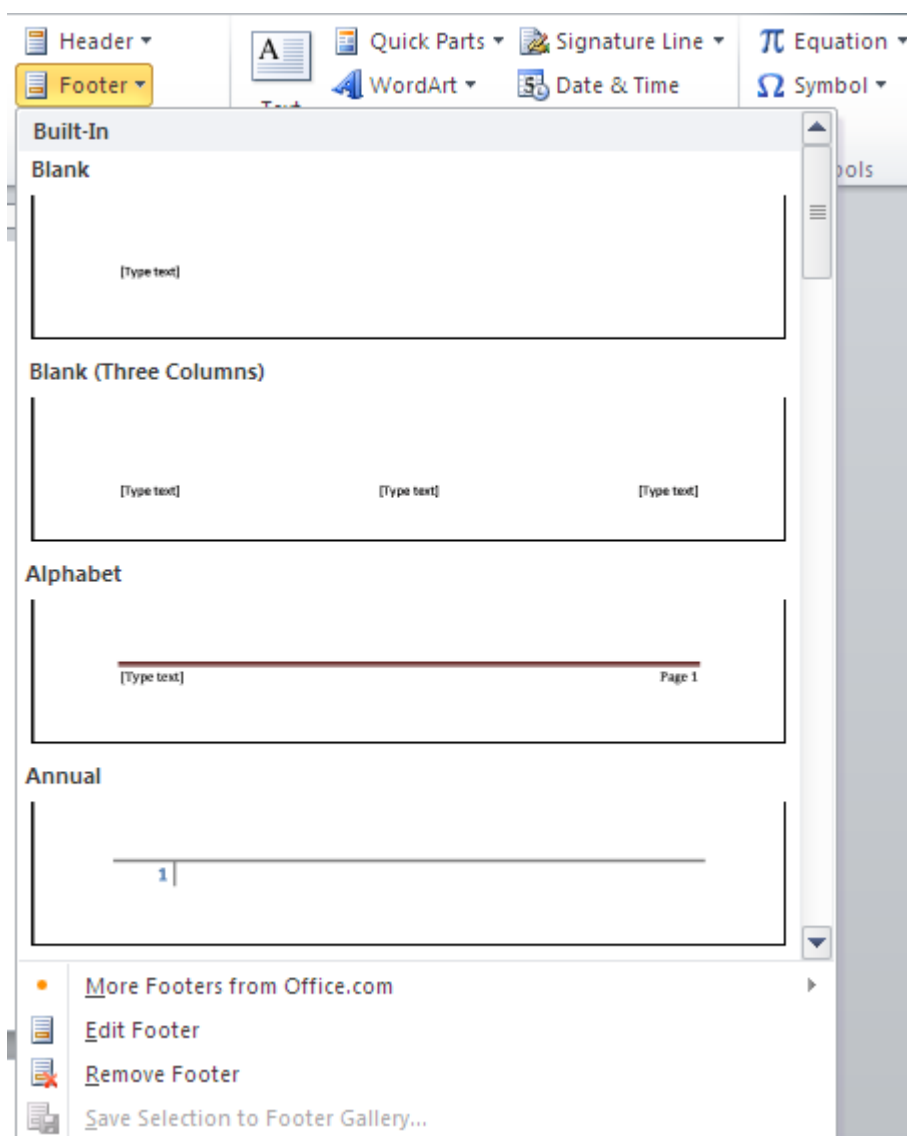 Header Quick Parts Signature Line Equation
Footer WordArt Date & Time Symbol
Built-In
Blank
[Type text]
Blank (Three Columns)
[Type text] [Type text] [Type text]
Alphabet
[Type text] Page 1
Annual
1
More Footers from Office.com
Edit Footer
Remove Footer
Save Selection to Footer Gallery...